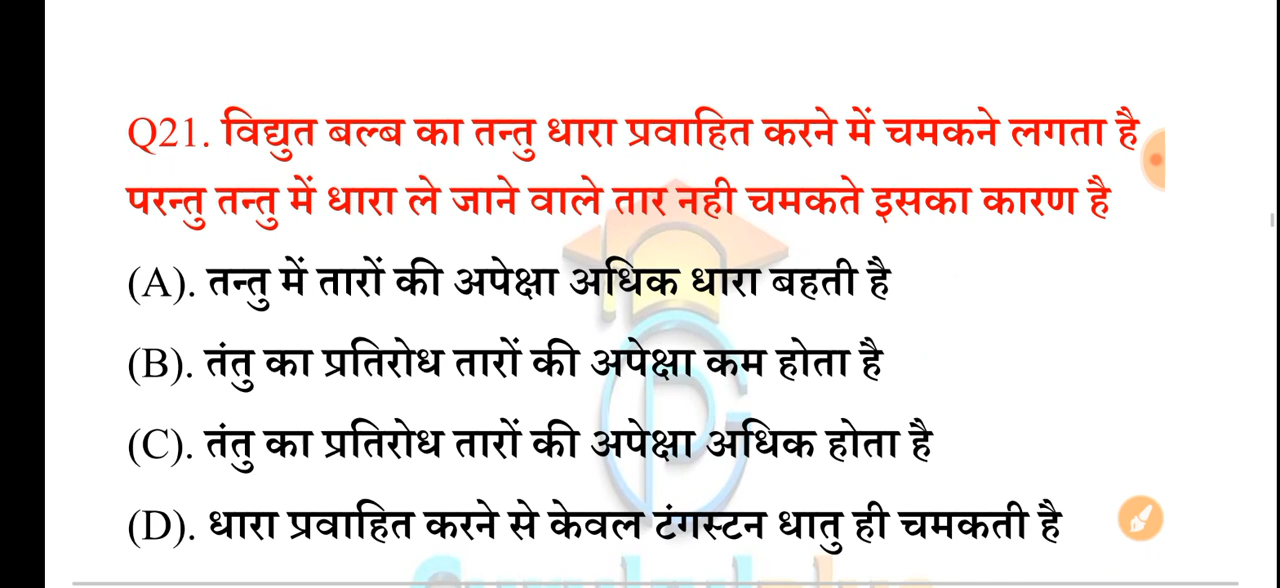 Q21. विद्युत बल्ब का तन्तु धारा प्रवाहित करने में चमकने लगता है
परन्तु तन्तु में धारा ले जाने वाले तार नही चमकते इसका कारण है
(A). तन्तु में तारों की अपेक्षा अधिक धारा बहती है
(B). तंतु का प्रतिरोध तारों की अपेक्षा कम होता है
(C). तंतु का प्रतिरोध तारों की अपेक्षा अधिक होता है
(D). धारा प्रवाहित करने से केवल टंगस्टन धातु ही चमकती है